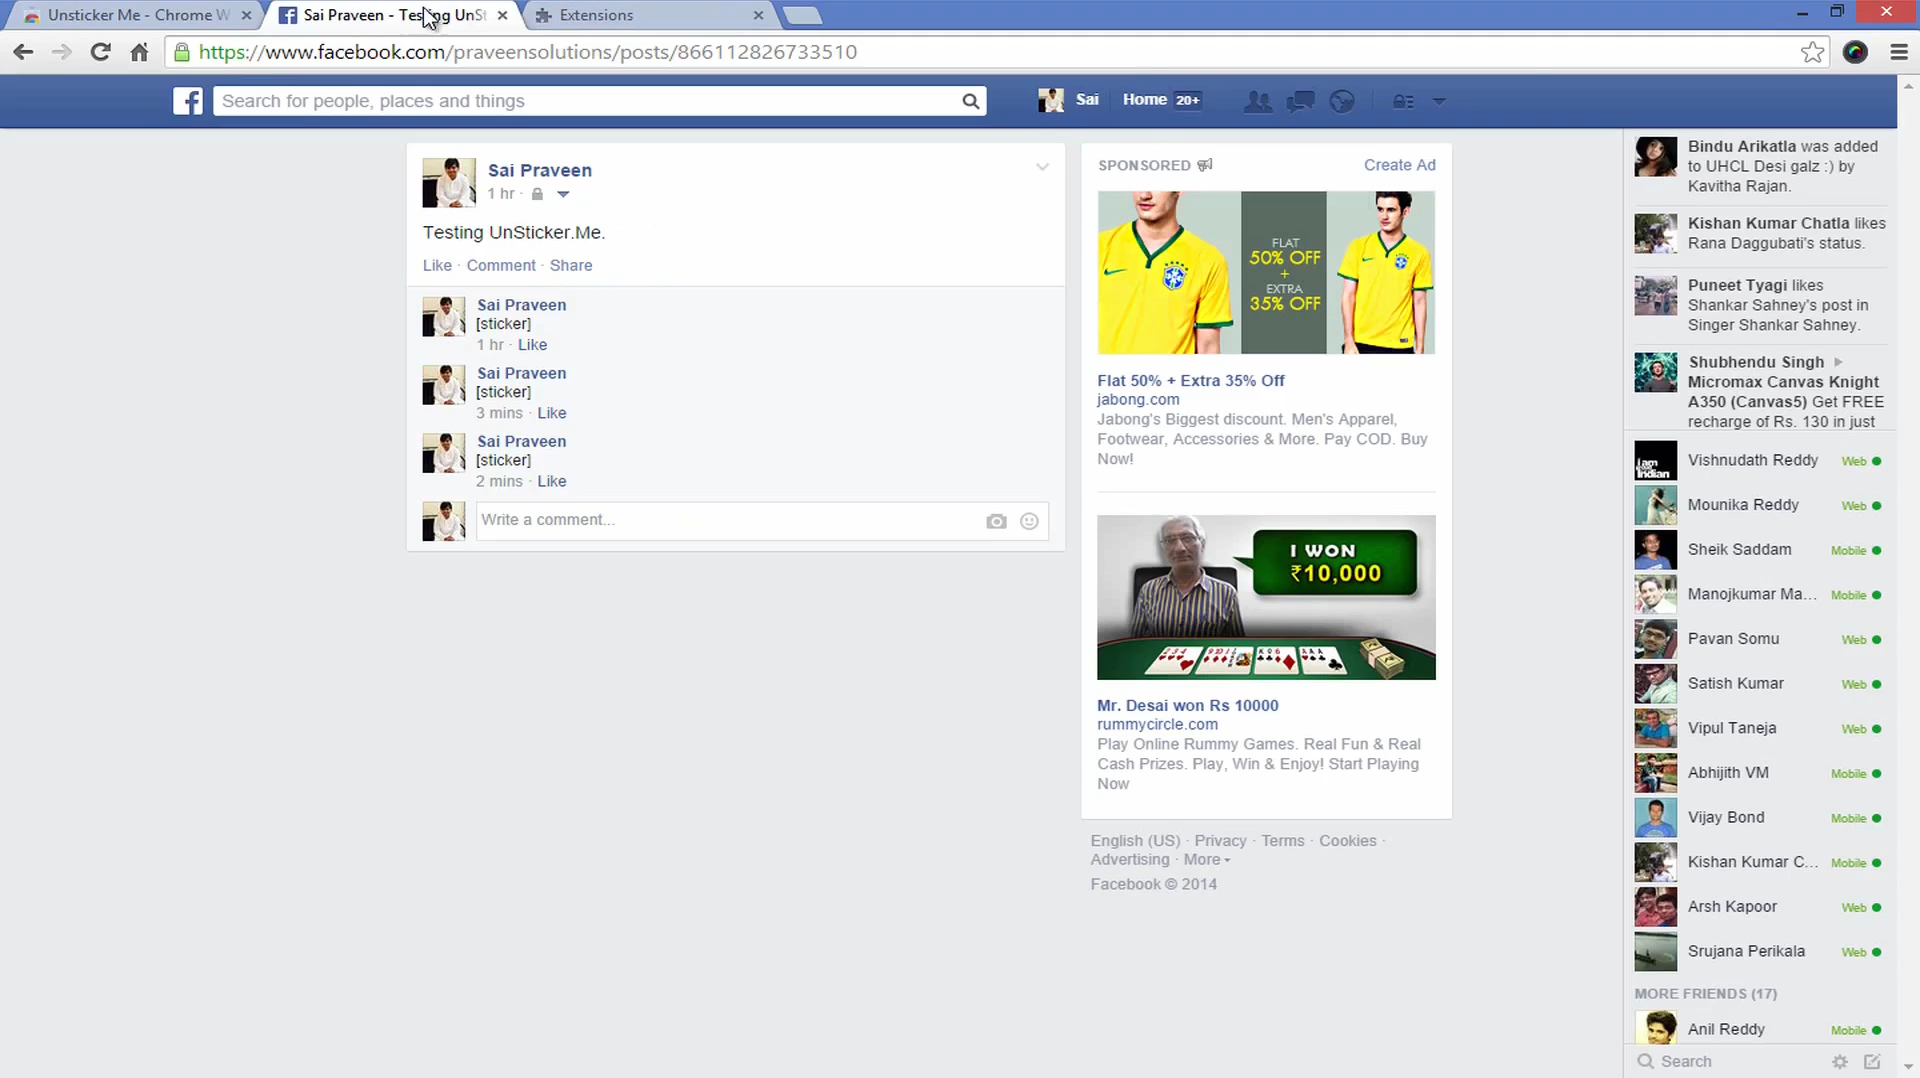 Unsticker Me - Chrome W
Sai Praveen - Testing UnSt
Extensions
https://www.facebook.com/praveensolutions/posts/866112826733510
Search for people, places and things
Sai
Home 20+
Sai Praveen
1 hr ·
Testing UnSticker.Me.
Like · Comment · Share
Sai Praveen
[sticker]
1 hr · Like
Sai Praveen
[sticker]
3 mins · Like
Sai Praveen
[sticker]
2 mins · Like
Write a comment...
SPONSORED
Create Ad
FLAT
50% OFF
+
EXTRA
35% OFF
Flat 50% + Extra 35% Off
jabong.com
Jabong's Biggest discount. Men's Apparel,
Footwear, Accessories & More. Pay COD. Buy
Now!
I WON
₹10,000
Mr. Desai won Rs 10000
rummycircle.com
Play Online Rummy Games. Real Fun & Real
Cash Prizes. Play, Win & Enjoy! Start Playing
Now
English (US) · Privacy · Terms · Cookies ·
Advertising · More
Facebook © 2014
Bindu Arikatla was added
to UHCL Desi galz :) by
Kavitha Rajan.
Kishan Kumar Chatla likes
Rana Daggubati's status.
Puneet Tyagi likes
Shankar Sahney's post in
Singer Shankar Sahney.
Shubhendu Singh
Micromax Canvas Knight
A350 (Canvas5) Get FREE
recharge of Rs. 130 in just
i am
Indian
Vishnudath Reddy Web
Mounika Reddy Web
Sheik Saddam Mobile
Manojkumar Ma... Mobile
Pavan Somu Web
Satish Kumar Web
Vipul Taneja Web
Abhijith VM Mobile
Vijay Bond Mobile
Kishan Kumar C... Mobile
Arsh Kapoor Web
Srujana Perikala Web
MORE FRIENDS (17)
Anil Reddy Mobile
Search